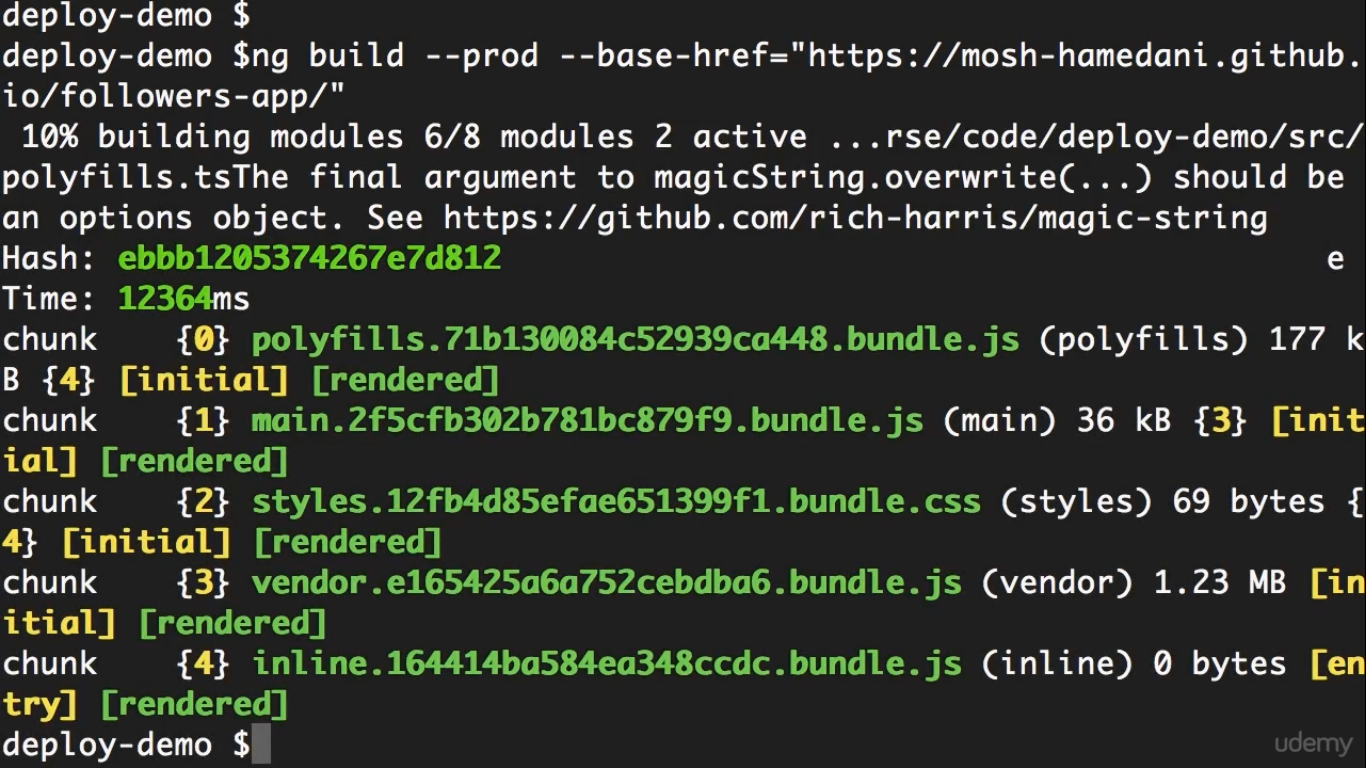 deploy-demo $
deploy-demo $ng build --prod --base-href="https://mosh-hamedani.github.
io/followers-app/"
 10% building modules 6/8 modules 2 active ...rse/code/deploy-demo/src/
polyfills.tsThe final argument to magicString.overwrite(...) should be
an options object. See https://github.com/rich-harris/magic-string
Hash: ebbb1205374267e7d812                                           e
Time: 12364ms
chunk    {0} polyfills.71b130084c52939ca448.bundle.js (polyfills) 177 k
B {4} [initial] [rendered]
chunk    {1} main.2f5cfb302b781bc879f9.bundle.js (main) 36 kB {3} [init
ial] [rendered]
chunk    {2} styles.12fb4d85efae651399f1.bundle.css (styles) 69 bytes {
4} [initial] [rendered]
chunk    {3} vendor.e165425a6a752cebdba6.bundle.js (vendor) 1.23 MB [in
itial] [rendered]
chunk    {4} inline.164414ba584ea348ccdc.bundle.js (inline) 0 bytes [en
try] [rendered]
deploy-demo $
udemy